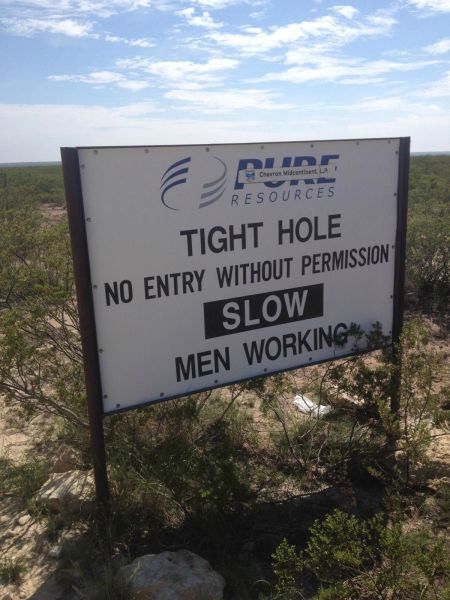 PURE
Chevron Midcontinent, L.P.
RESOURCES
TIGHT HOLE
NO ENTRY WITHOUT PERMISSION
SLOW
MEN WORKING